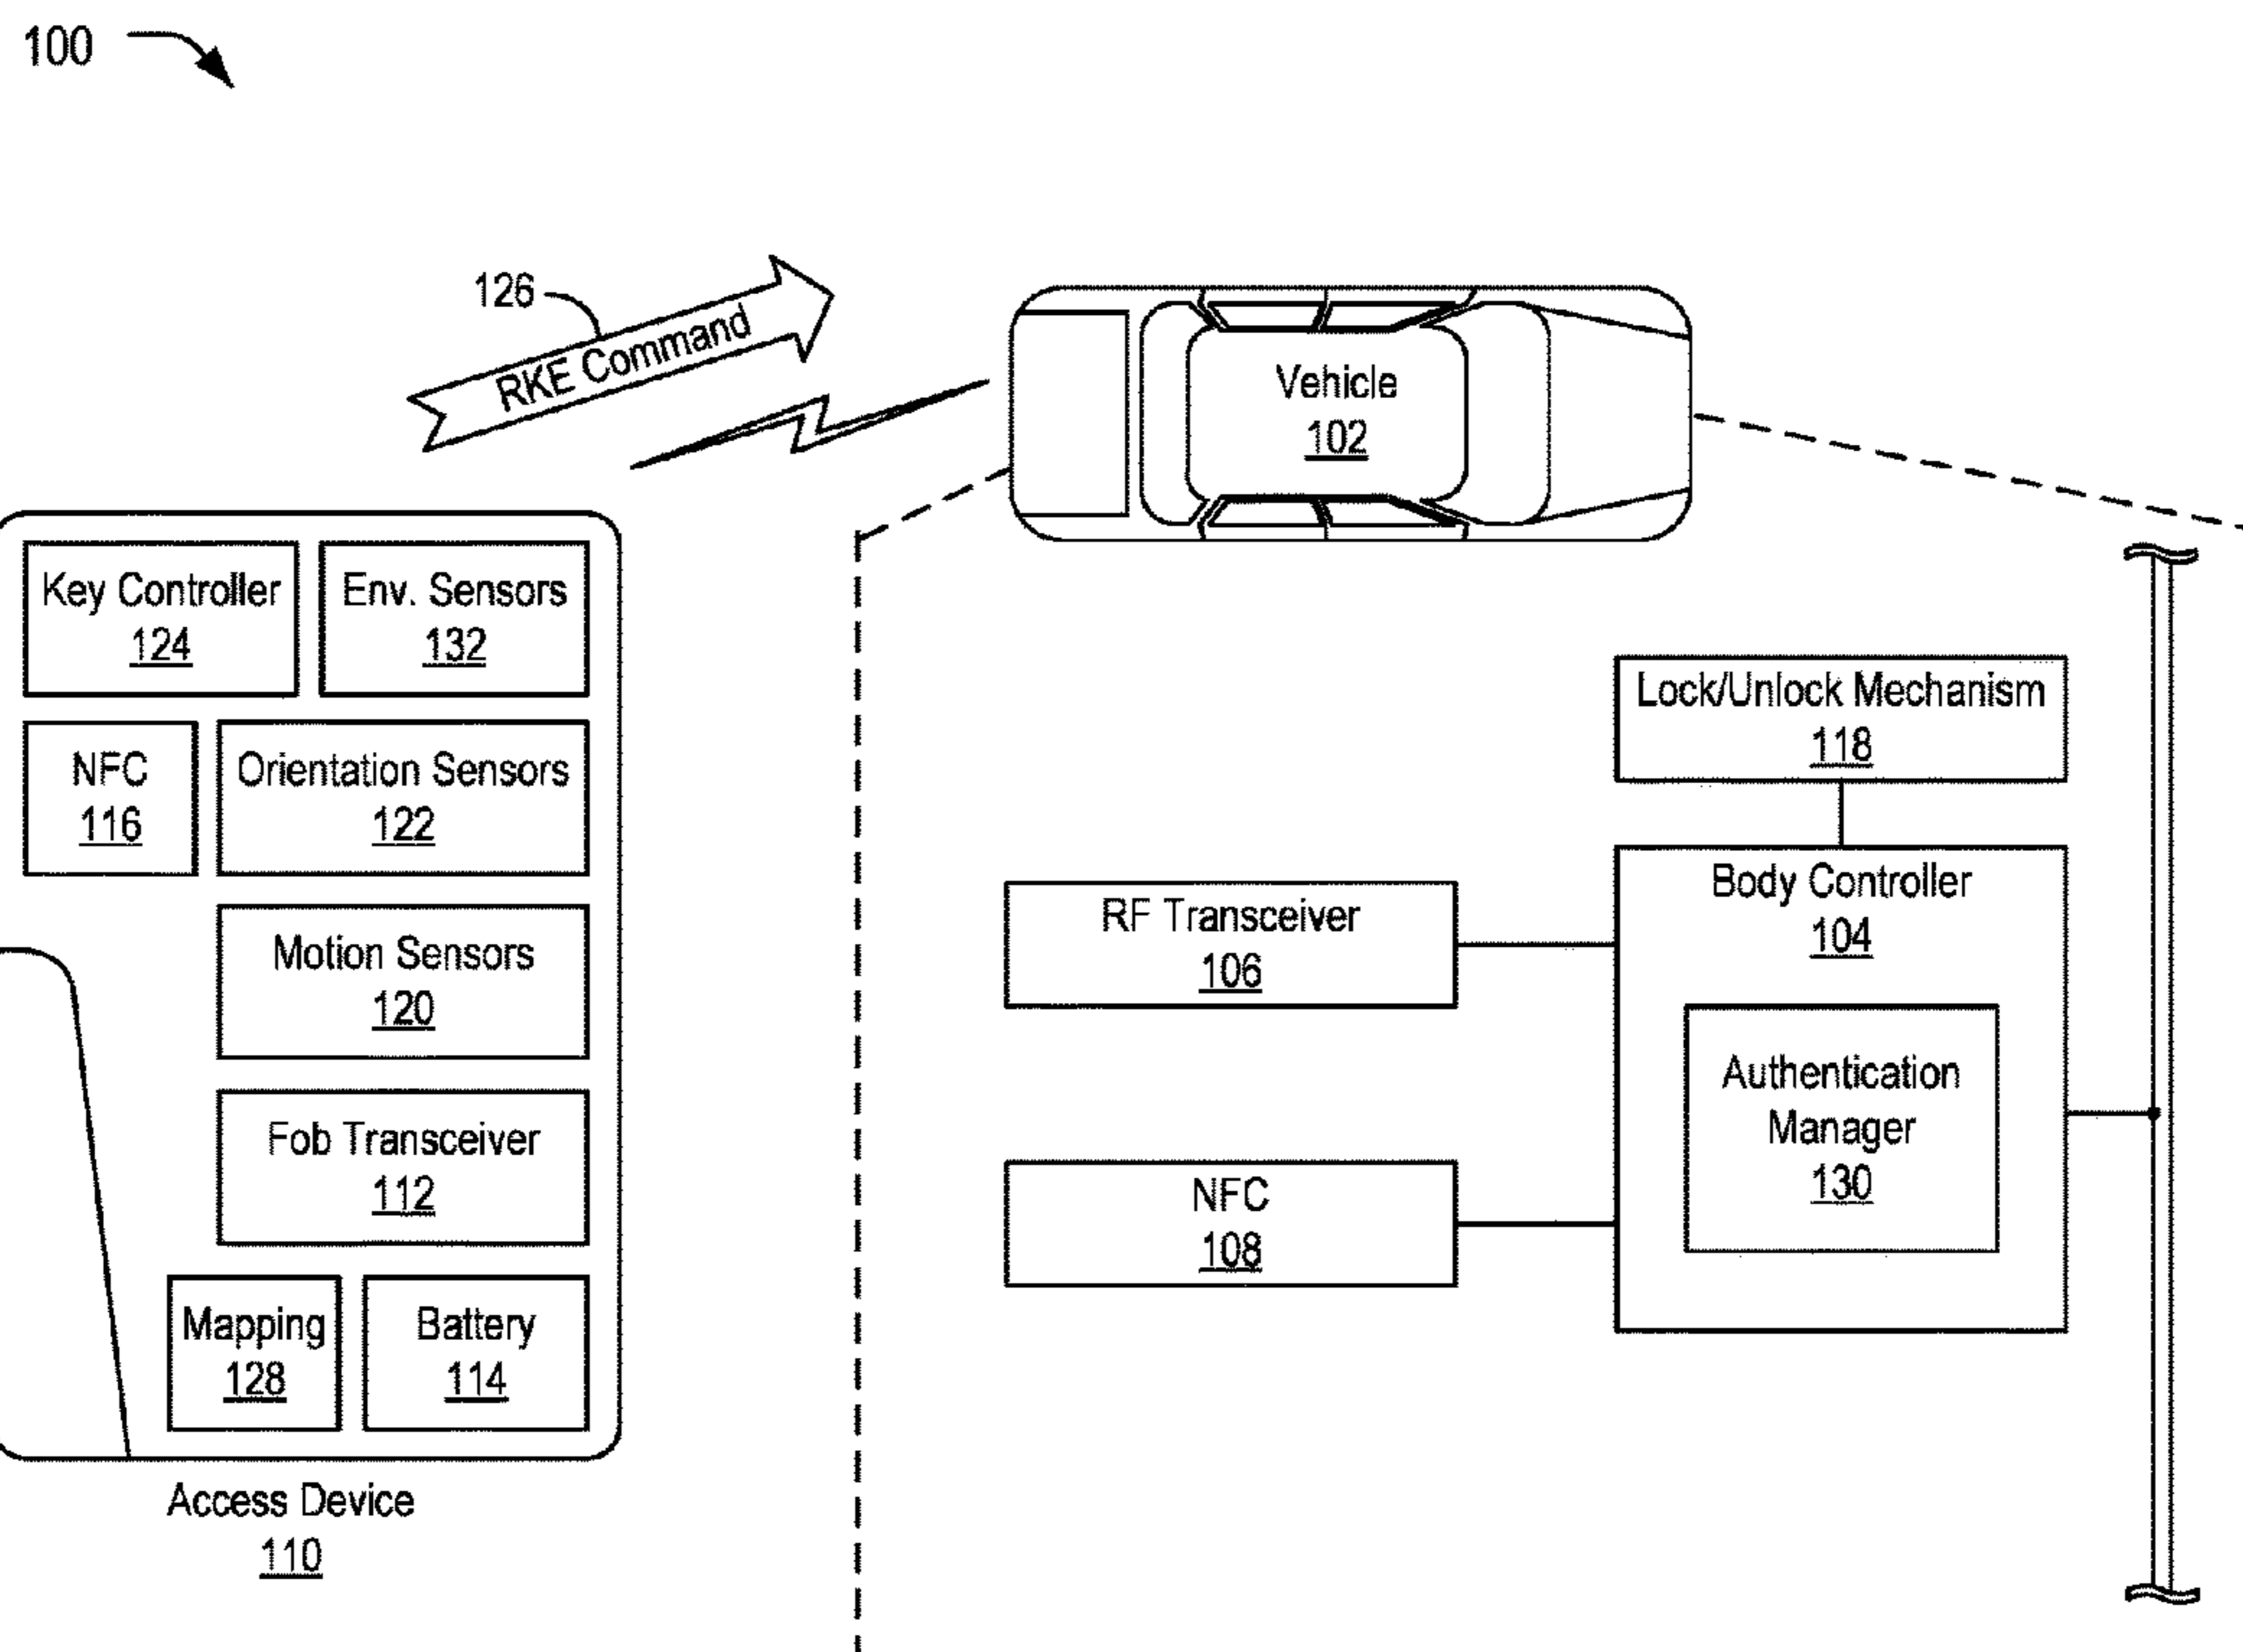 100
126
RKE Command
Vehicle
102
Key Controller
124
Env. Sensors
132
NFC
116
Orientation Sensors
122
Motion Sensors
120
Fob Transceiver
112
Mapping
128
Battery
114
Access Device
110
Lock/Unlock Mechanism
118
Body Controller
104
RF Transceiver
106
Authentication
Manager
130
NFC
108